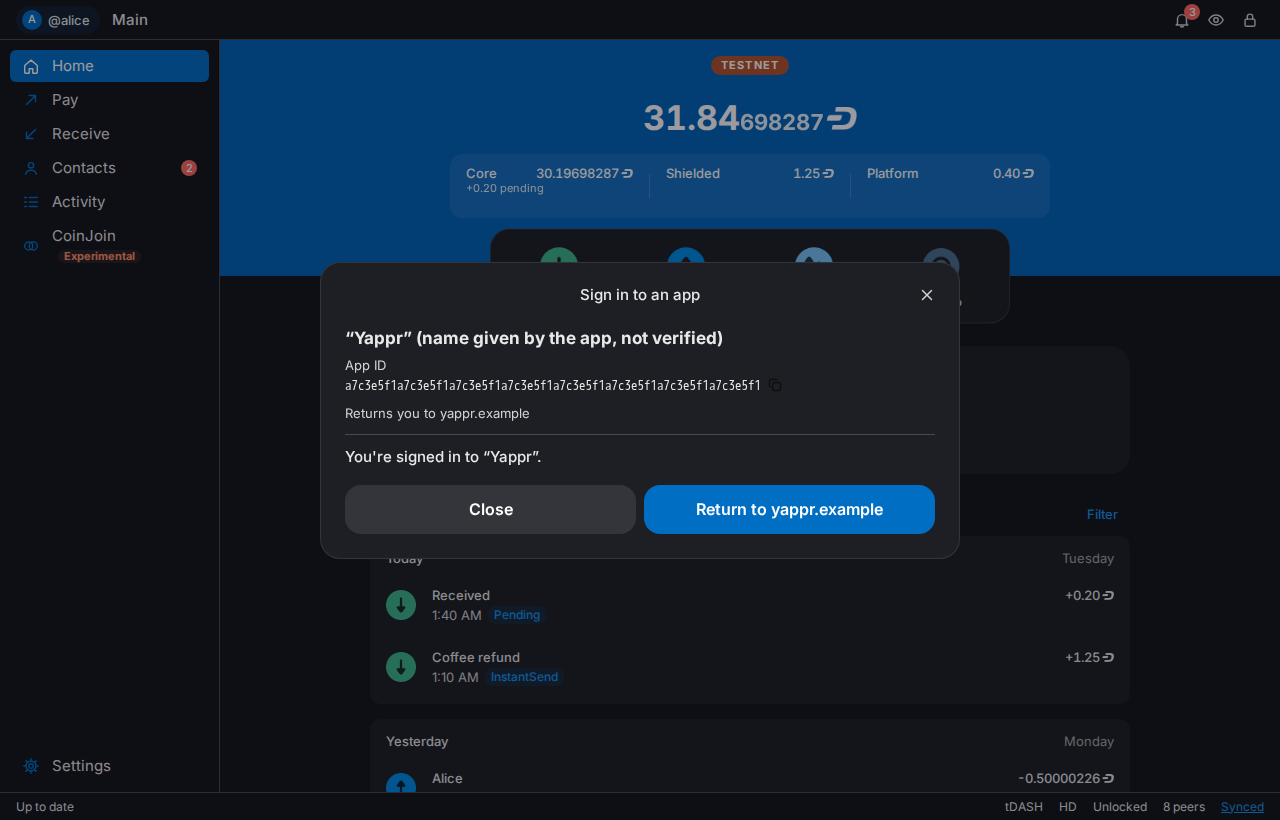 A @alice Main 3
Home
Pay
Receive
Contacts 2
Activity
CoinJoin
Experimental
Settings
TESTNET
31.84698287
Core 30.19698287
+0.20 pending
Shielded 1.25
Platform 0.40
Sign in to an app
“Yappr” (name given by the app, not verified)
App ID
a7c3e5f1a7c3e5f1a7c3e5f1a7c3e5f1a7c3e5f1a7c3e5f1a7c3e5f1a7c3e5f1
Returns you to yappr.example
You're signed in to “Yappr”.
Close Return to yappr.example
Filter
Today Tuesday
Received +0.20
1:40 AM Pending
Coffee refund +1.25
1:10 AM InstantSend
Yesterday Monday
Alice -0.50000226
Up to date tDASH HD Unlocked 8 peers Synced